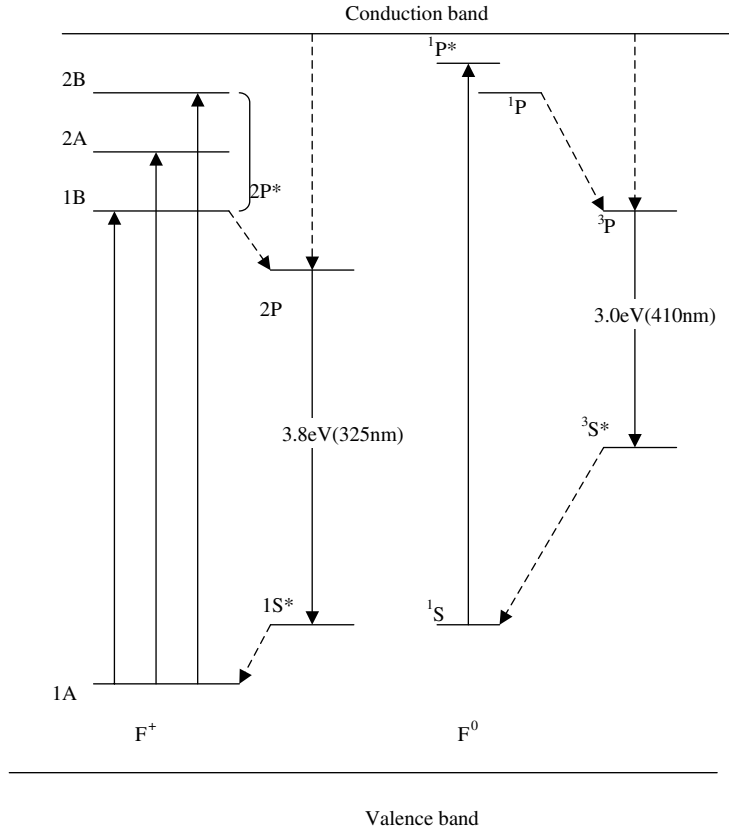 Conduction band
¹P*
2B
¹P
2A
2P*
1B
³P
2P
3.0eV(410nm)
3.8eV(325nm)
³S*
1S*
¹S
1A
F⁺
F⁰
Valence band